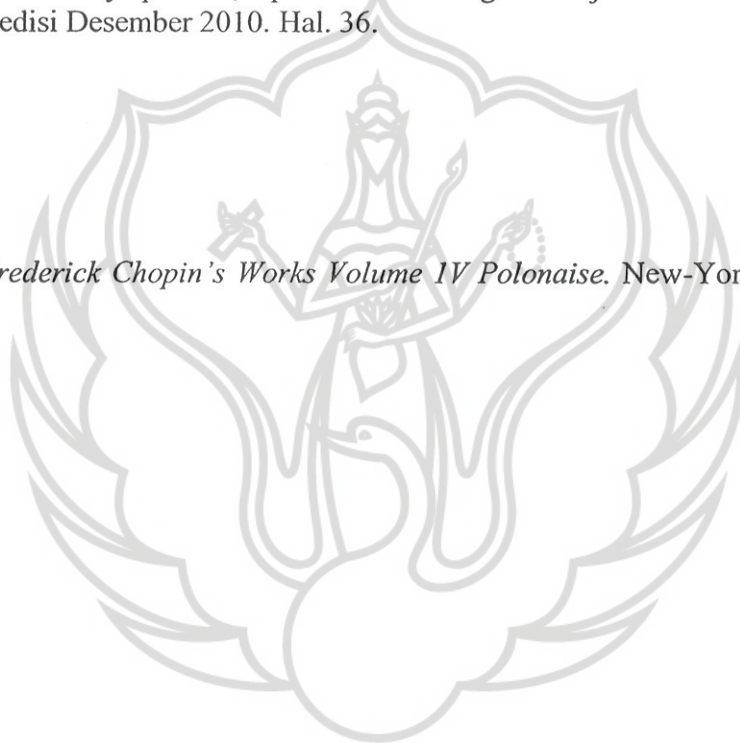 edisi Desember 2010. Hal. 36.
rederick Chopin's Works Volume 1V Polonaise. New-Yor